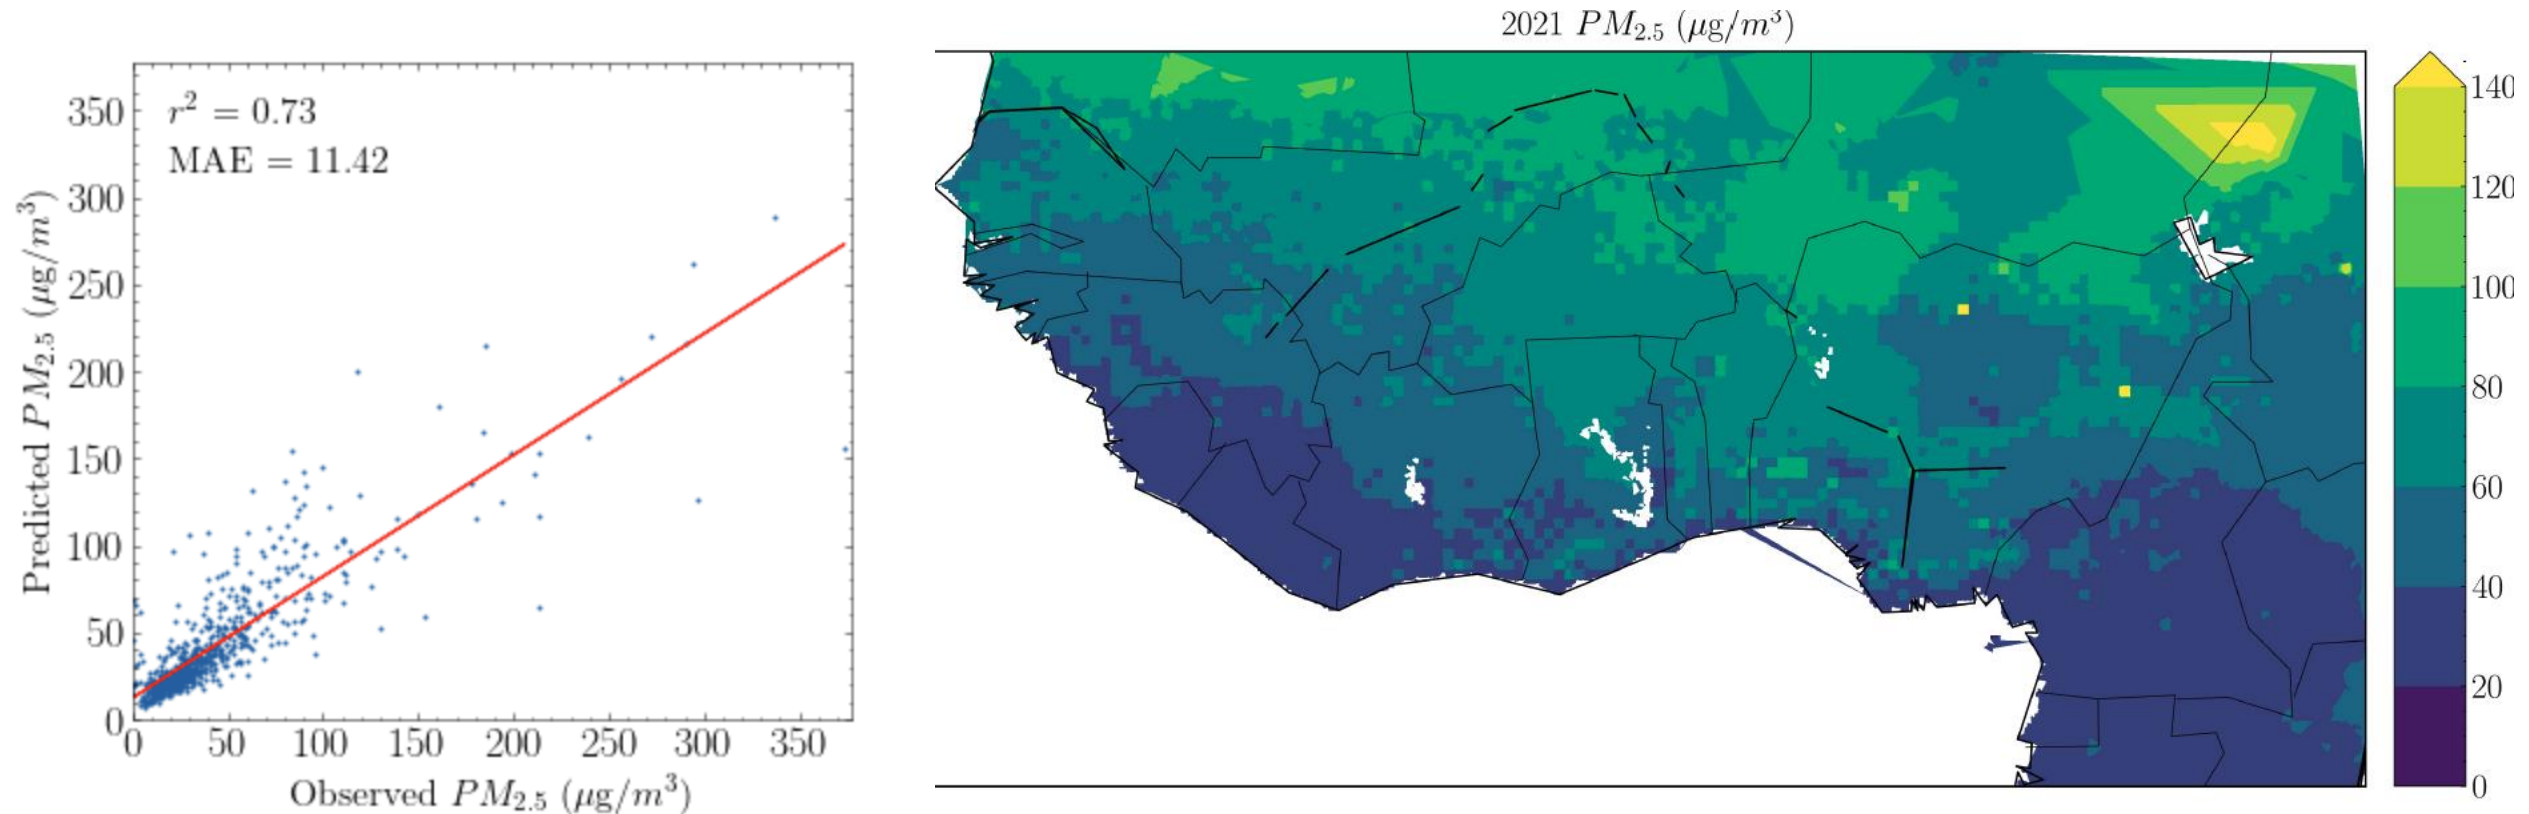 r² = 0.73
MAE = 11.42
350
300
250
200
150
100
50
0
0 50 100 150 200 250 300 350
Predicted PM₂.₅ (μg/m³)
Observed PM₂.₅ (μg/m³)
2021 PM₂.₅ (μg/m³)
140
120
100
80
60
40
20
0